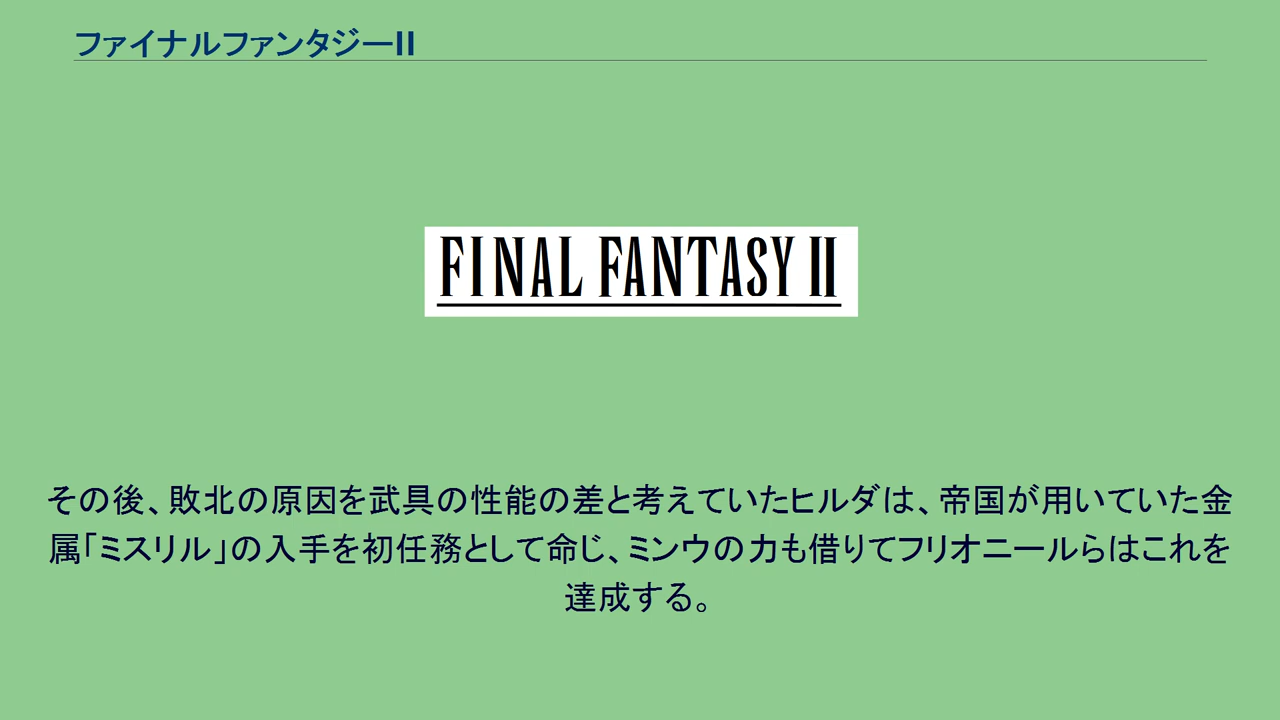 ファイナルファンタジーII
FINAL FANTASY II
その後、敗北の原因を武具の性能の差と考えていたヒルダは、帝国が用いていた金
属「ミスリル」の入手を初任務として命じ、ミンウの力も借りてフリオニールらはこれを
達成する。